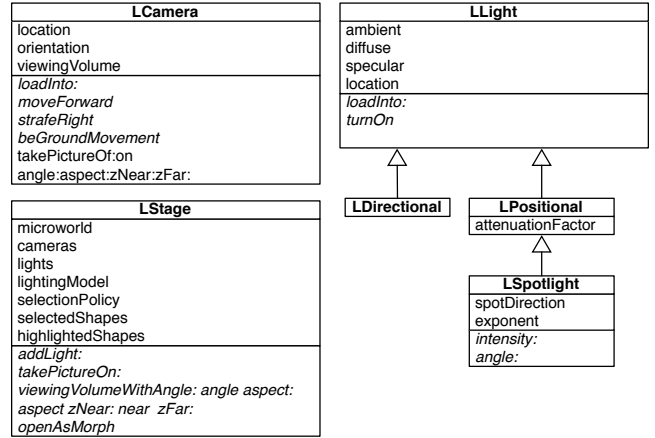 LCamera
location
orientation
viewingVolume
loadInto:
moveForward
strafeRight
beGroundMovement
takePictureOf:on
angle:aspect:zNear:zFar:
LStage
microworld
cameras
lights
lightingModel
selectionPolicy
selectedShapes
highlightedShapes
addLight:
takePictureOn:
viewingVolumeWithAngle: angle aspect:
aspect zNear: near zFar:
openAsMorph
LLight
ambient
diffuse
specular
location
loadInto:
turnOn
LDirectional
LPositional
attenuationFactor
LSpotlight
spotDirection
exponent
intensity:
angle: